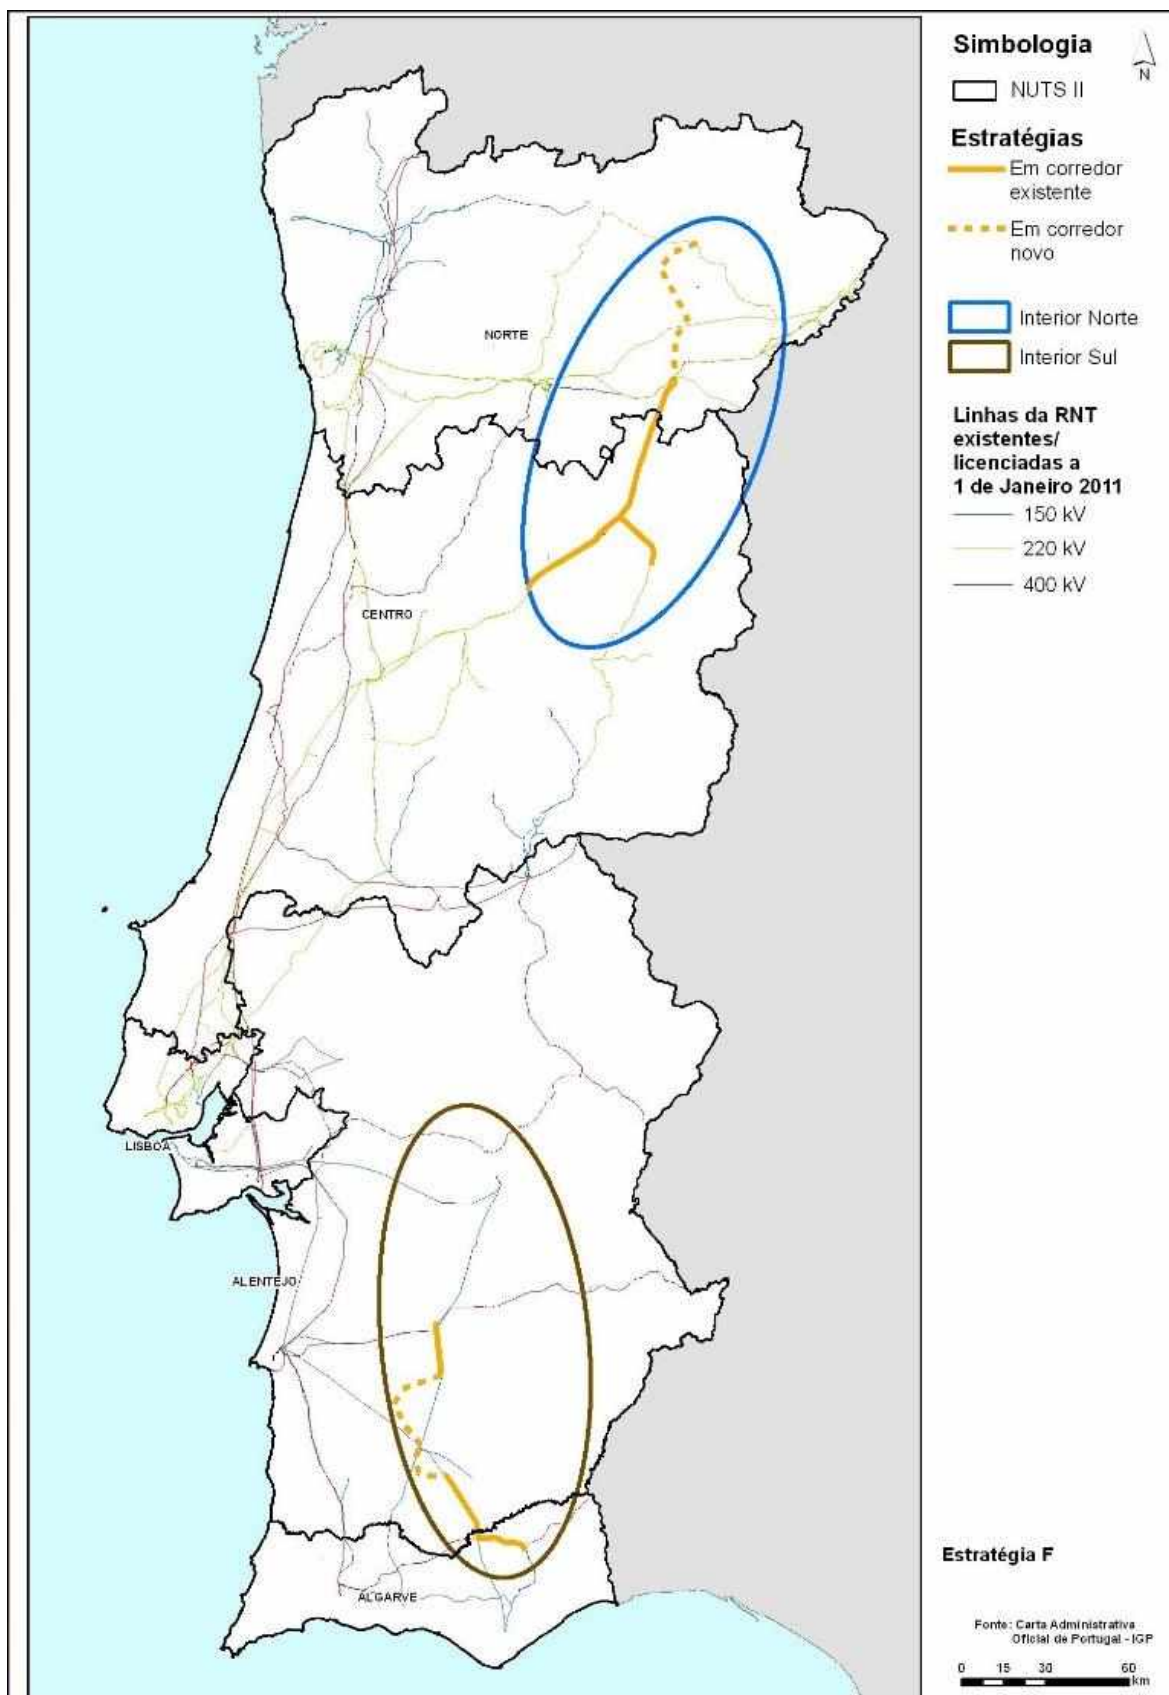 Simbologia
N
NUTS II
Estratégias
Em corredor
existente
Em corredor
novo
Interior Norte
Interior Sul
Linhas da RNT
existentes/
licenciadas a
1 de Janeiro 2011
150 kV
220 kV
400 kV
NORTE
CENTRO
LISBOA
ALENTEJO
ALGARVE
Estratégia F
Fonte: Carta Administrativa
Oficial de Portugal - IGP
0 15 30 60
km